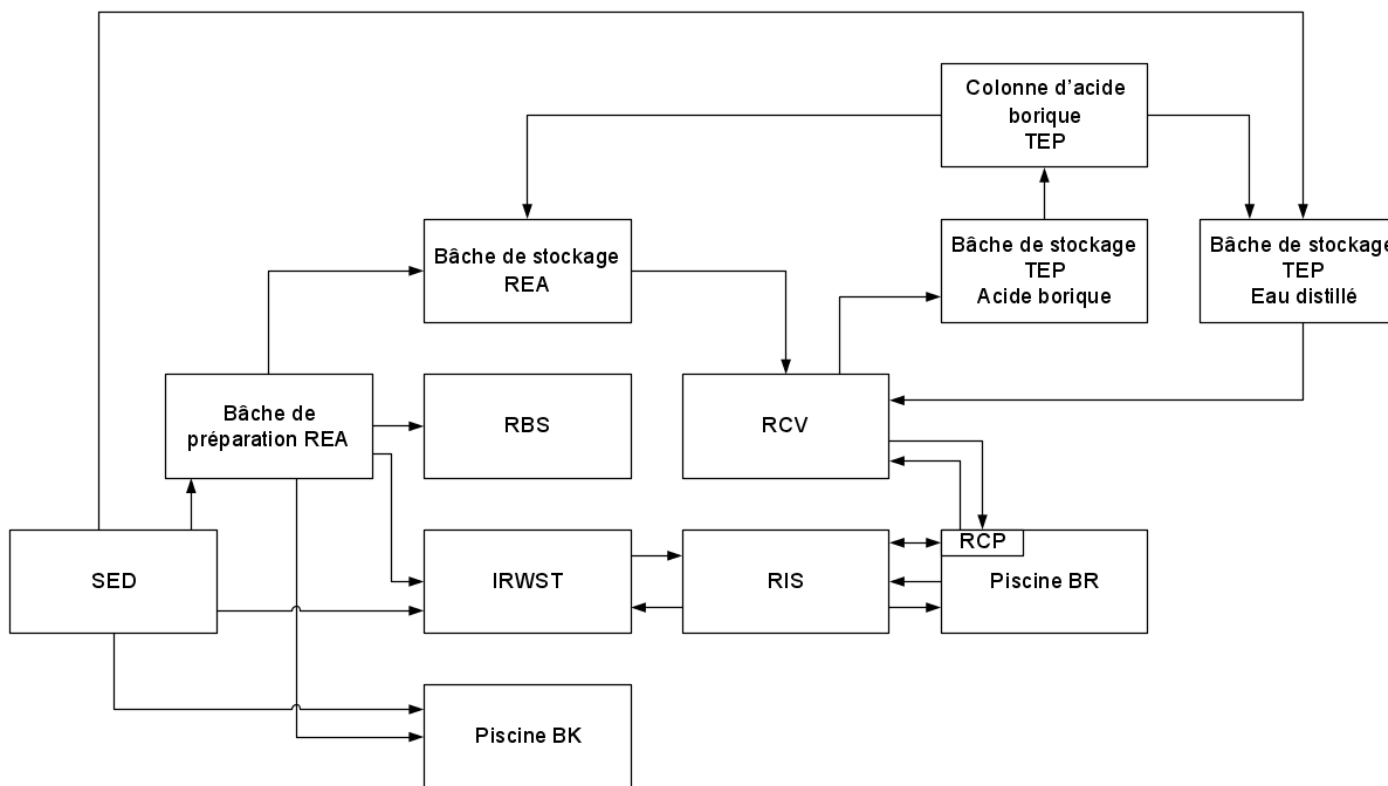 Colonne d'acide
borique
TEP
Bâche de stockage
REA
Bâche de stockage
TEP
Acide borique
Bâche de stockage
TEP
Eau distillé
Bâche de
préparation REA
RBS
RCV
SED
IRWST
RIS
RCP
Piscine BR
Piscine BK